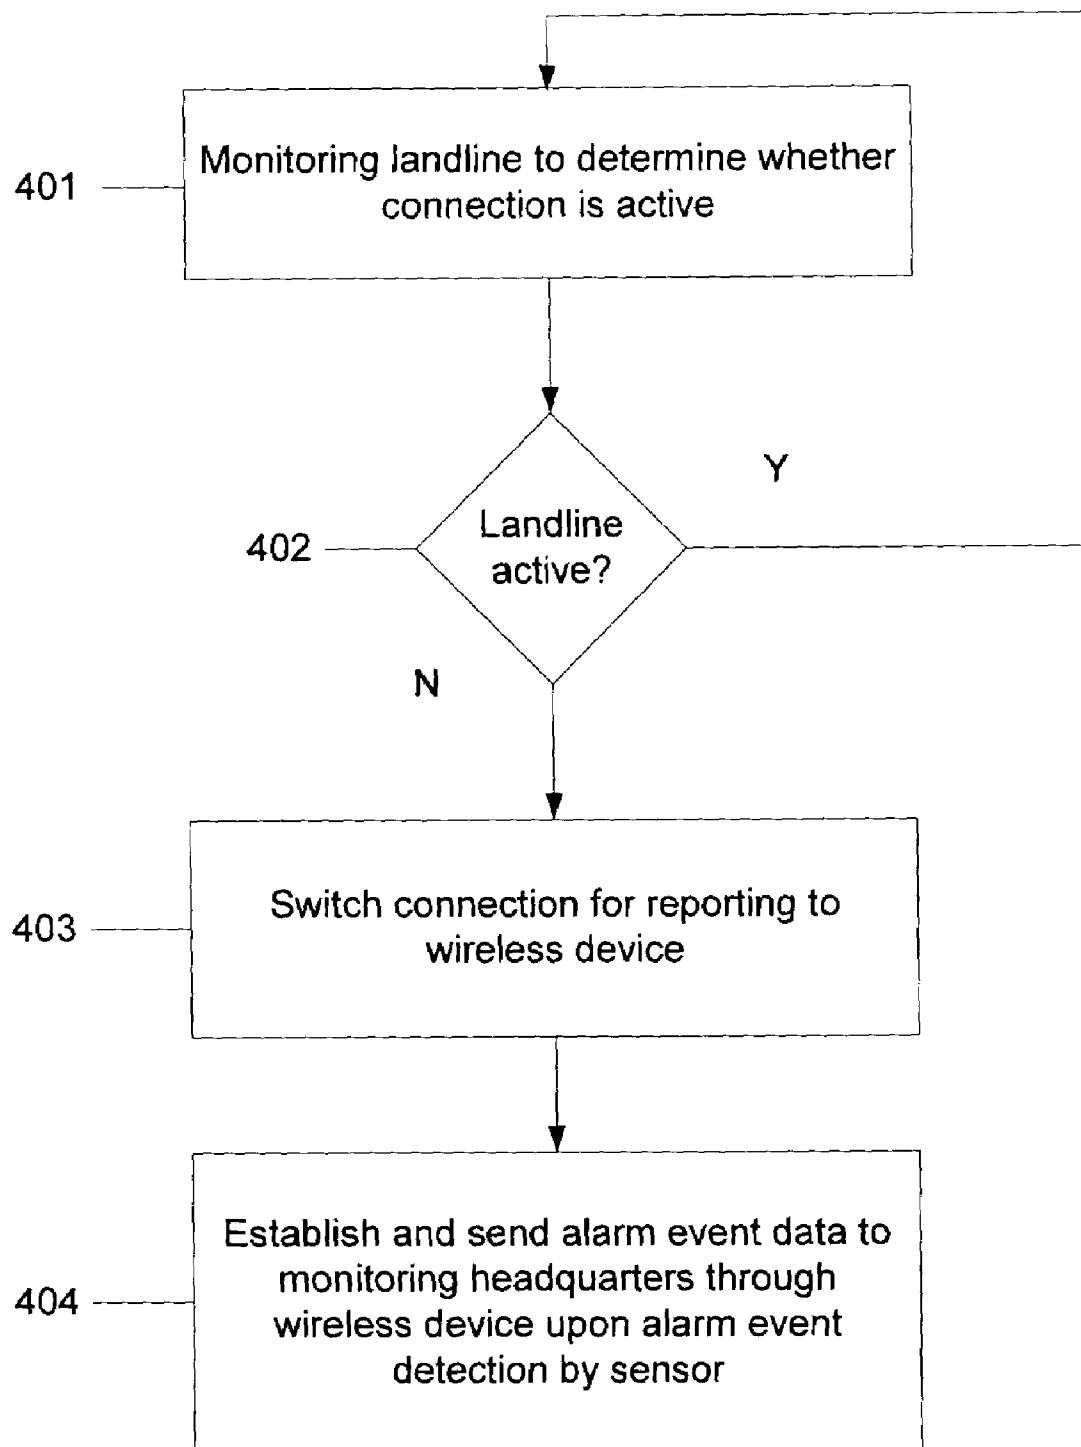 401
Monitoring landline to determine whether
connection is active
Y
402
Landline
active?
N
403
Switch connection for reporting to
wireless device
404
Establish and send alarm event data to
monitoring headquarters through
wireless device upon alarm event
detection by sensor